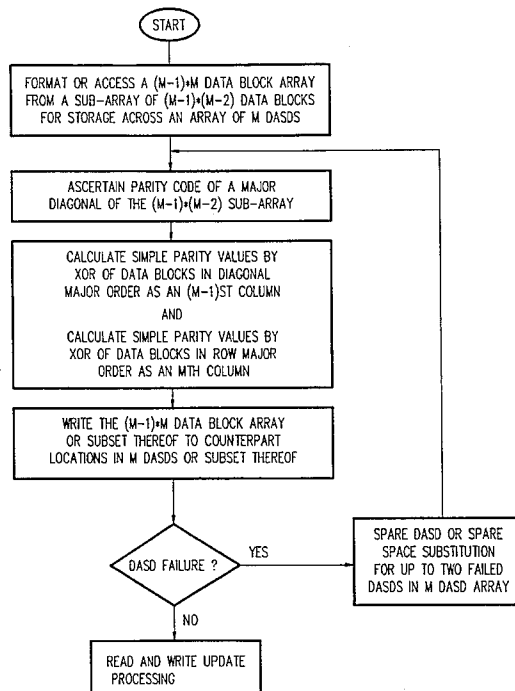 START
FORMAT OR ACCESS A (M-1)*M DATA BLOCK ARRAY
FROM A SUB-ARRAY OF (M-1)*(M-2) DATA BLOCKS
FOR STORAGE ACROSS AN ARRAY OF M DASDS
ASCERTAIN PARITY CODE OF A MAJOR
DIAGONAL OF THE (M-1)*(M-2) SUB-ARRAY
CALCULATE SIMPLE PARITY VALUES BY
XOR OF DATA BLOCKS IN DIAGONAL
MAJOR ORDER AS AN (M-1)ST COLUMN
AND
CALCULATE SIMPLE PARITY VALUES BY
XOR OF DATA BLOCKS IN ROW MAJOR
ORDER AS AN MTH COLUMN
WRITE THE (M-1)*M DATA BLOCK ARRAY
OR SUBSET THEREOF TO COUNTERPART
LOCATIONS IN M DASDS OR SUBSET THEREOF
DASD FAILURE ?
YES
SPARE DASD OR SPARE
SPACE SUBSTITUTION
FOR UP TO TWO FAILED
DASDS IN M DASD ARRAY
NO
READ AND WRITE UPDATE
PROCESSING